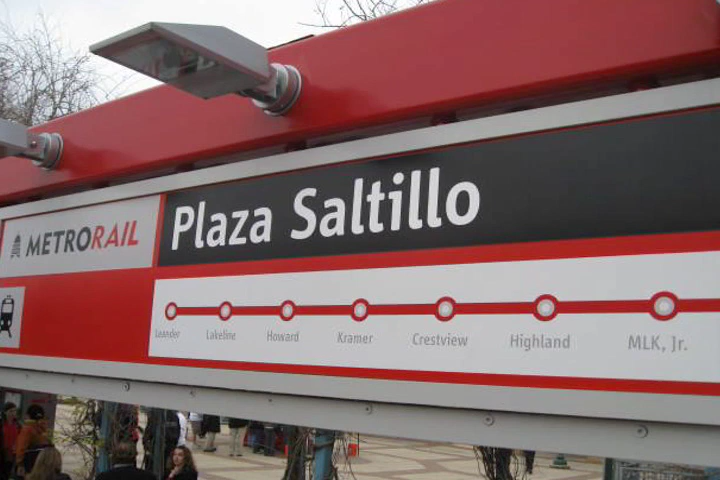 METRORAIL
Plaza Saltillo
Leander Lakeline Howard Kramer Crestview Highland MLK, Jr.